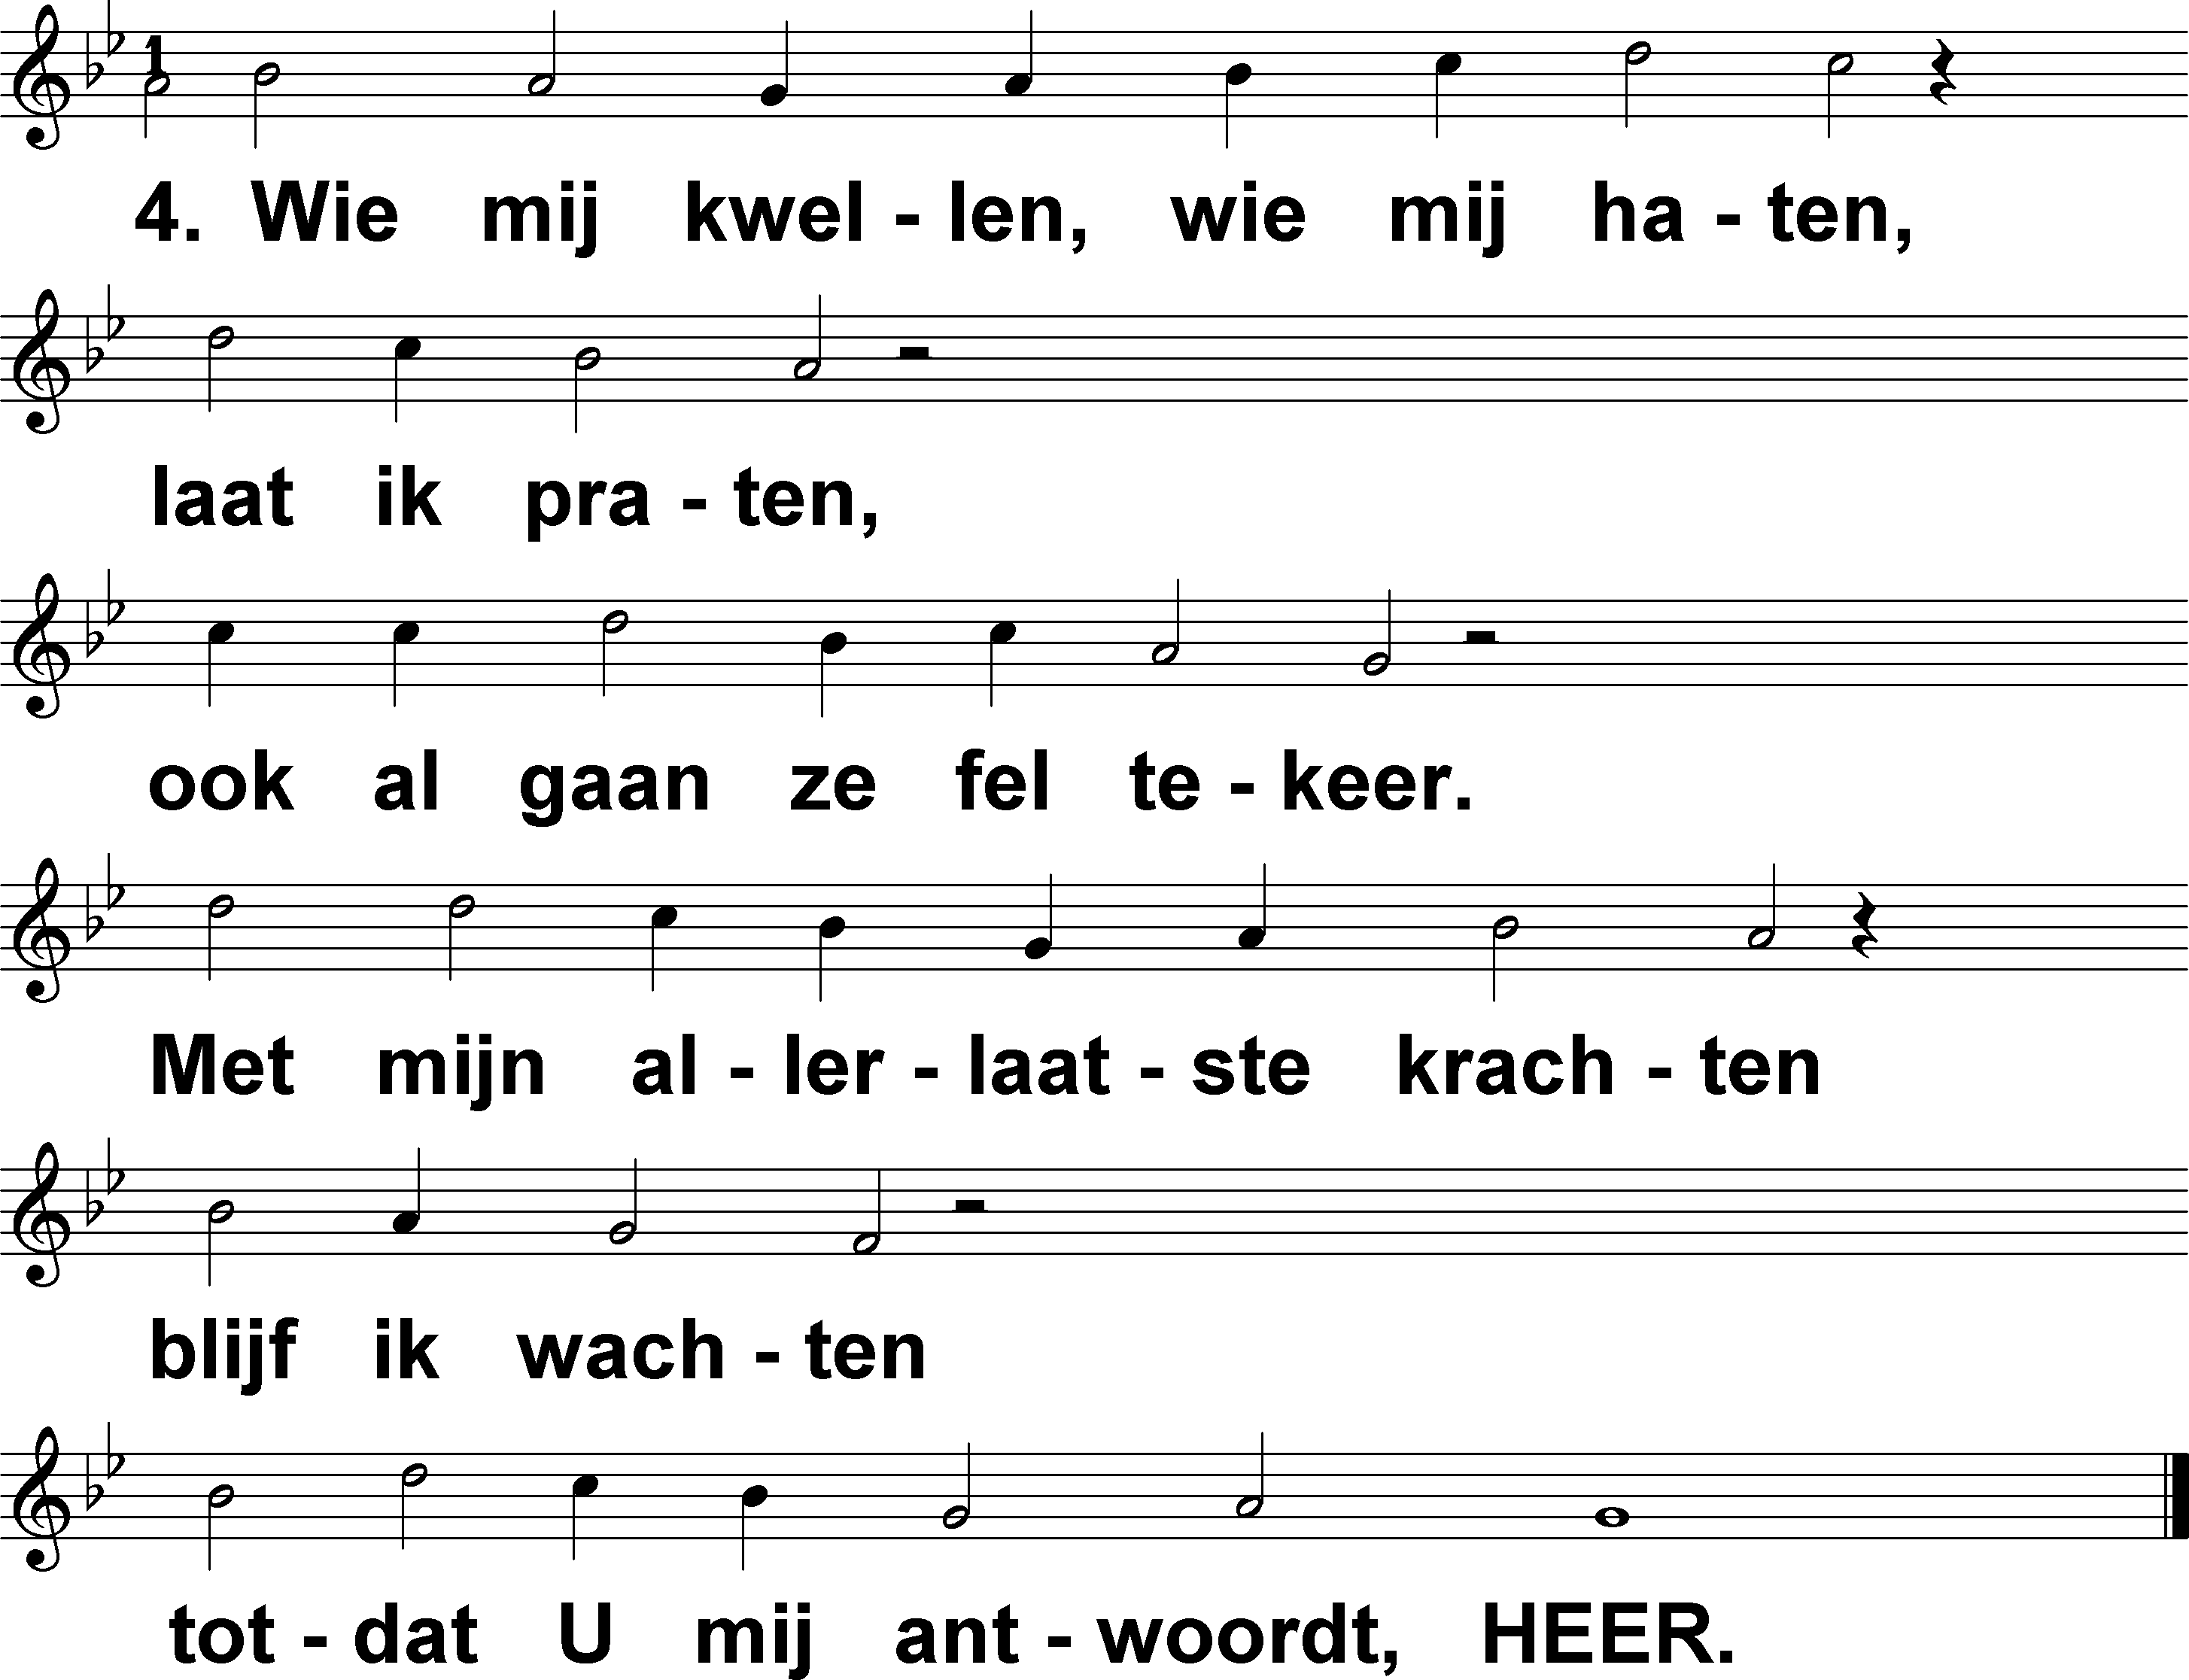 1
4. Wie mij kwel - len, wie mij ha - ten,
laat ik pra - ten,
ook al gaan ze fel te - keer.
Met mijn al - ler - laat - ste krach - ten
blijf ik wach - ten
tot - dat U mij ant - woordt, HEER.